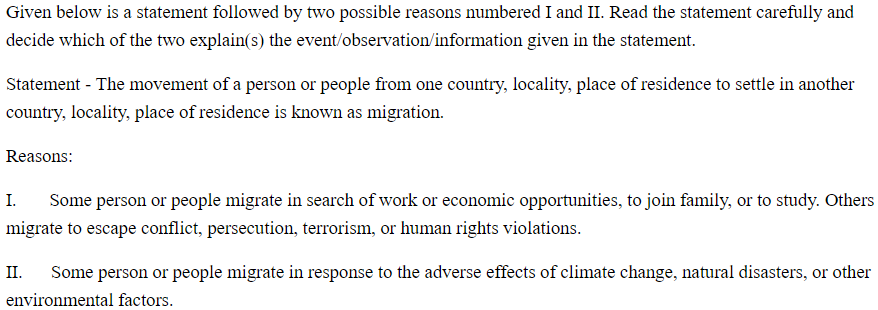 Given below is a statement followed by two possible reasons numbered I and II. Read the statement carefully and
decide which of the two explain(s) the event/observation/information given in the statement.
Statement - The movement of a person or people from one country, locality, place of residence to settle in another
country, locality, place of residence is known as migration.
Reasons:
I. Some person or people migrate in search of work or economic opportunities, to join family, or to study. Others
migrate to escape conflict, persecution, terrorism, or human rights violations.
II. Some person or people migrate in response to the adverse effects of climate change, natural disasters, or other
environmental factors.